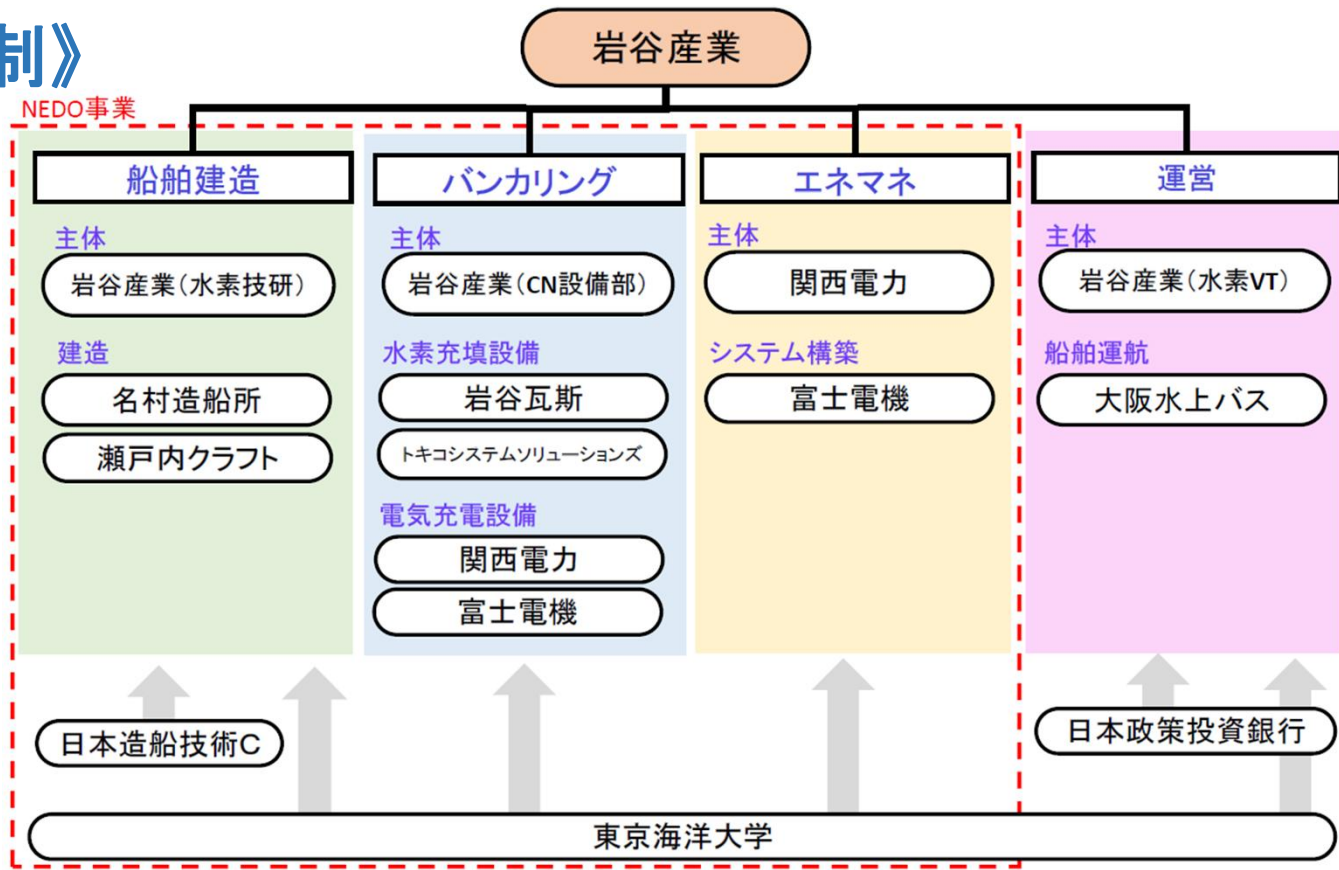 制》
岩谷産業
NEDO事業
船舶建造
主体
岩谷産業(水素技研)
建造
名村造船所
瀬戸内クラフト
バンカリング
主体
岩谷産業(CN設備部)
水素充填設備
岩谷瓦斯
トキコシステムソリューションズ
電気充電設備
関西電力
富士電機
エネマネ
主体
関西電力
システム構築
富士電機
運営
主体
岩谷産業(水素VT)
船舶運航
大阪水上バス
日本造船技術C
日本政策投資銀行
東京海洋大学